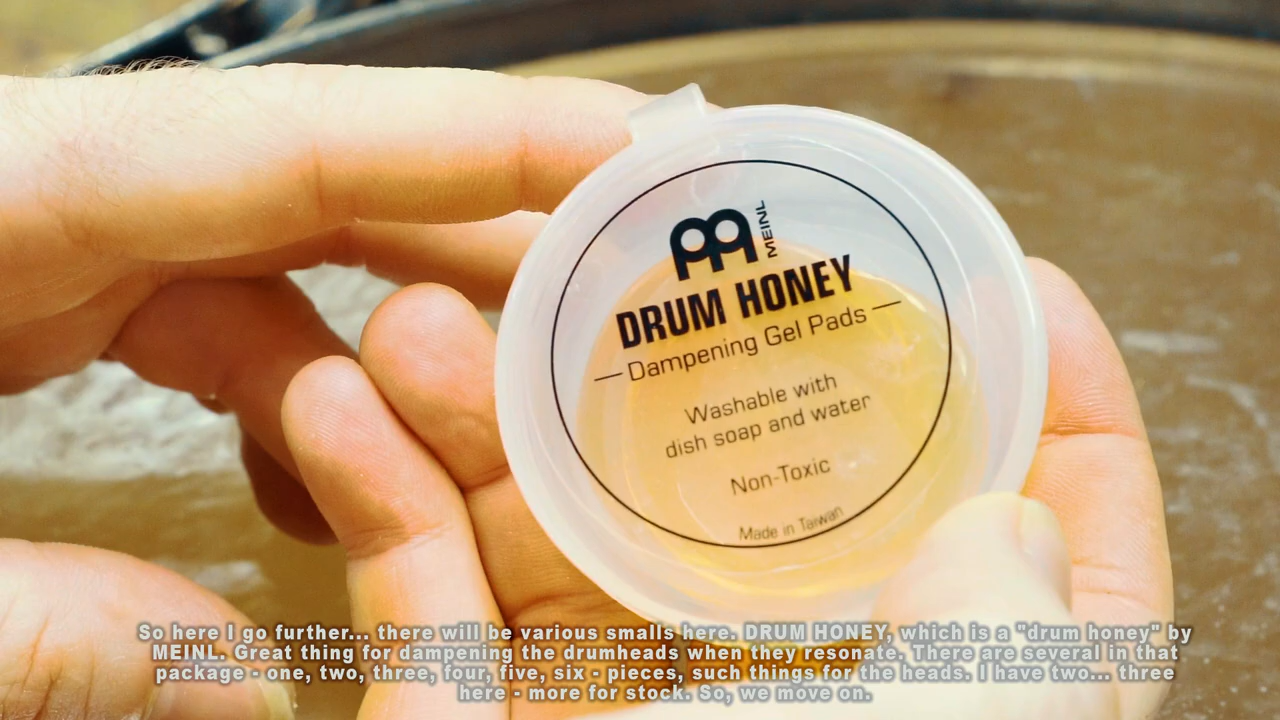 MEINL
DRUM HONEY
— Dampening Gel Pads —
Washable with
dish soap and water
Non-Toxic
Made in Taiwan
So here I go further... there will be various smalls here. DRUM HONEY, which is a "drum honey" by
MEINL. Great thing for dampening the drumheads when they resonate. There are several in that
package - one, two, three, four, five, six - pieces, such things for the heads. I have two... three
here - more for stock. So, we move on.